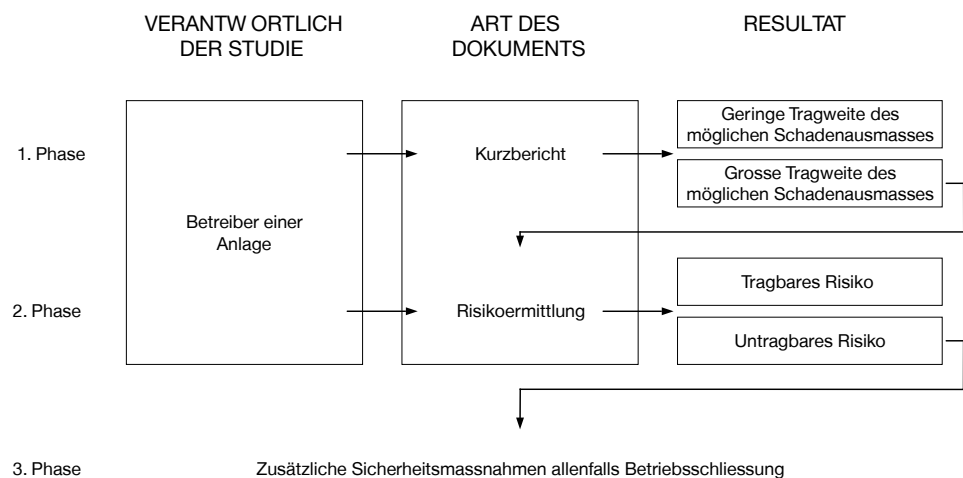 VERANTW ORTLICH
DER STUDIE
ART DES
DOKUMENTS
RESULTAT
1. Phase
Kurzbericht
Geringe Tragweite des
möglichen Schadenausmasses
Grosse Tragweite des
möglichen Schadenausmasses
Betreiber einer
Anlage
2. Phase
Risikoermittlung
Tragbares Risiko
Untragbares Risiko
3. Phase
Zusätzliche Sicherheitsmassnahmen allenfalls Betriebsschliessung